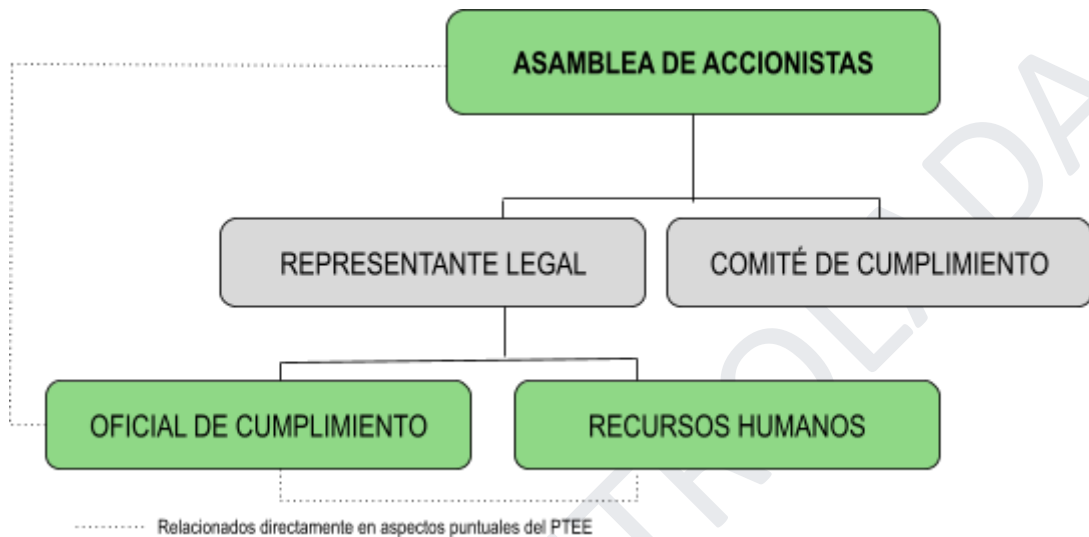 ASAMBLEA DE ACCIONISTAS
REPRESENTANTE LEGAL
COMITÉ DE CUMPLIMIENTO
OFICIAL DE CUMPLIMIENTO
RECURSOS HUMANOS
Relacionados directamente en aspectos puntuales del PTEE